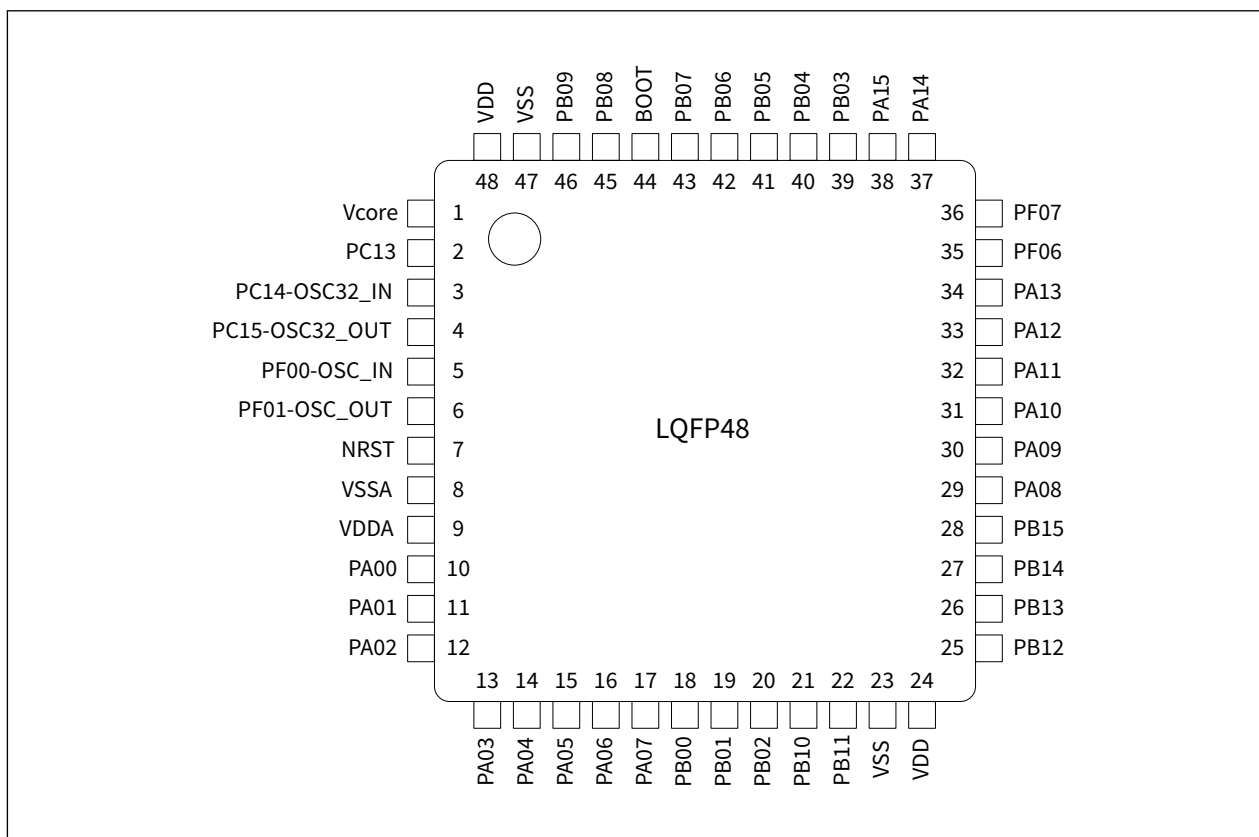 VDD VSS PB09 PB08 BOOT PB07 PB06 PB05 PB04 PB03 PA15 PA14
48 47 46 45 44 43 42 41 40 39 38 37
Vcore 1 36 PF07
PC13 2 35 PF06
PC14-OSC32_IN 3 34 PA13
PC15-OSC32_OUT 4 33 PA12
PF00-OSC_IN 5 32 PA11
PF01-OSC_OUT 6 31 PA10
LQFP48
NRST 7 30 PA09
VSSA 8 29 PA08
VDDA 9 28 PB15
PA00 10 27 PB14
PA01 11 26 PB13
PA02 12 25 PB12
13 14 15 16 17 18 19 20 21 22 23 24
PA03 PA04 PA05 PA06 PA07 PB00 PB01 PB02 PB10 PB11 VSS VDD